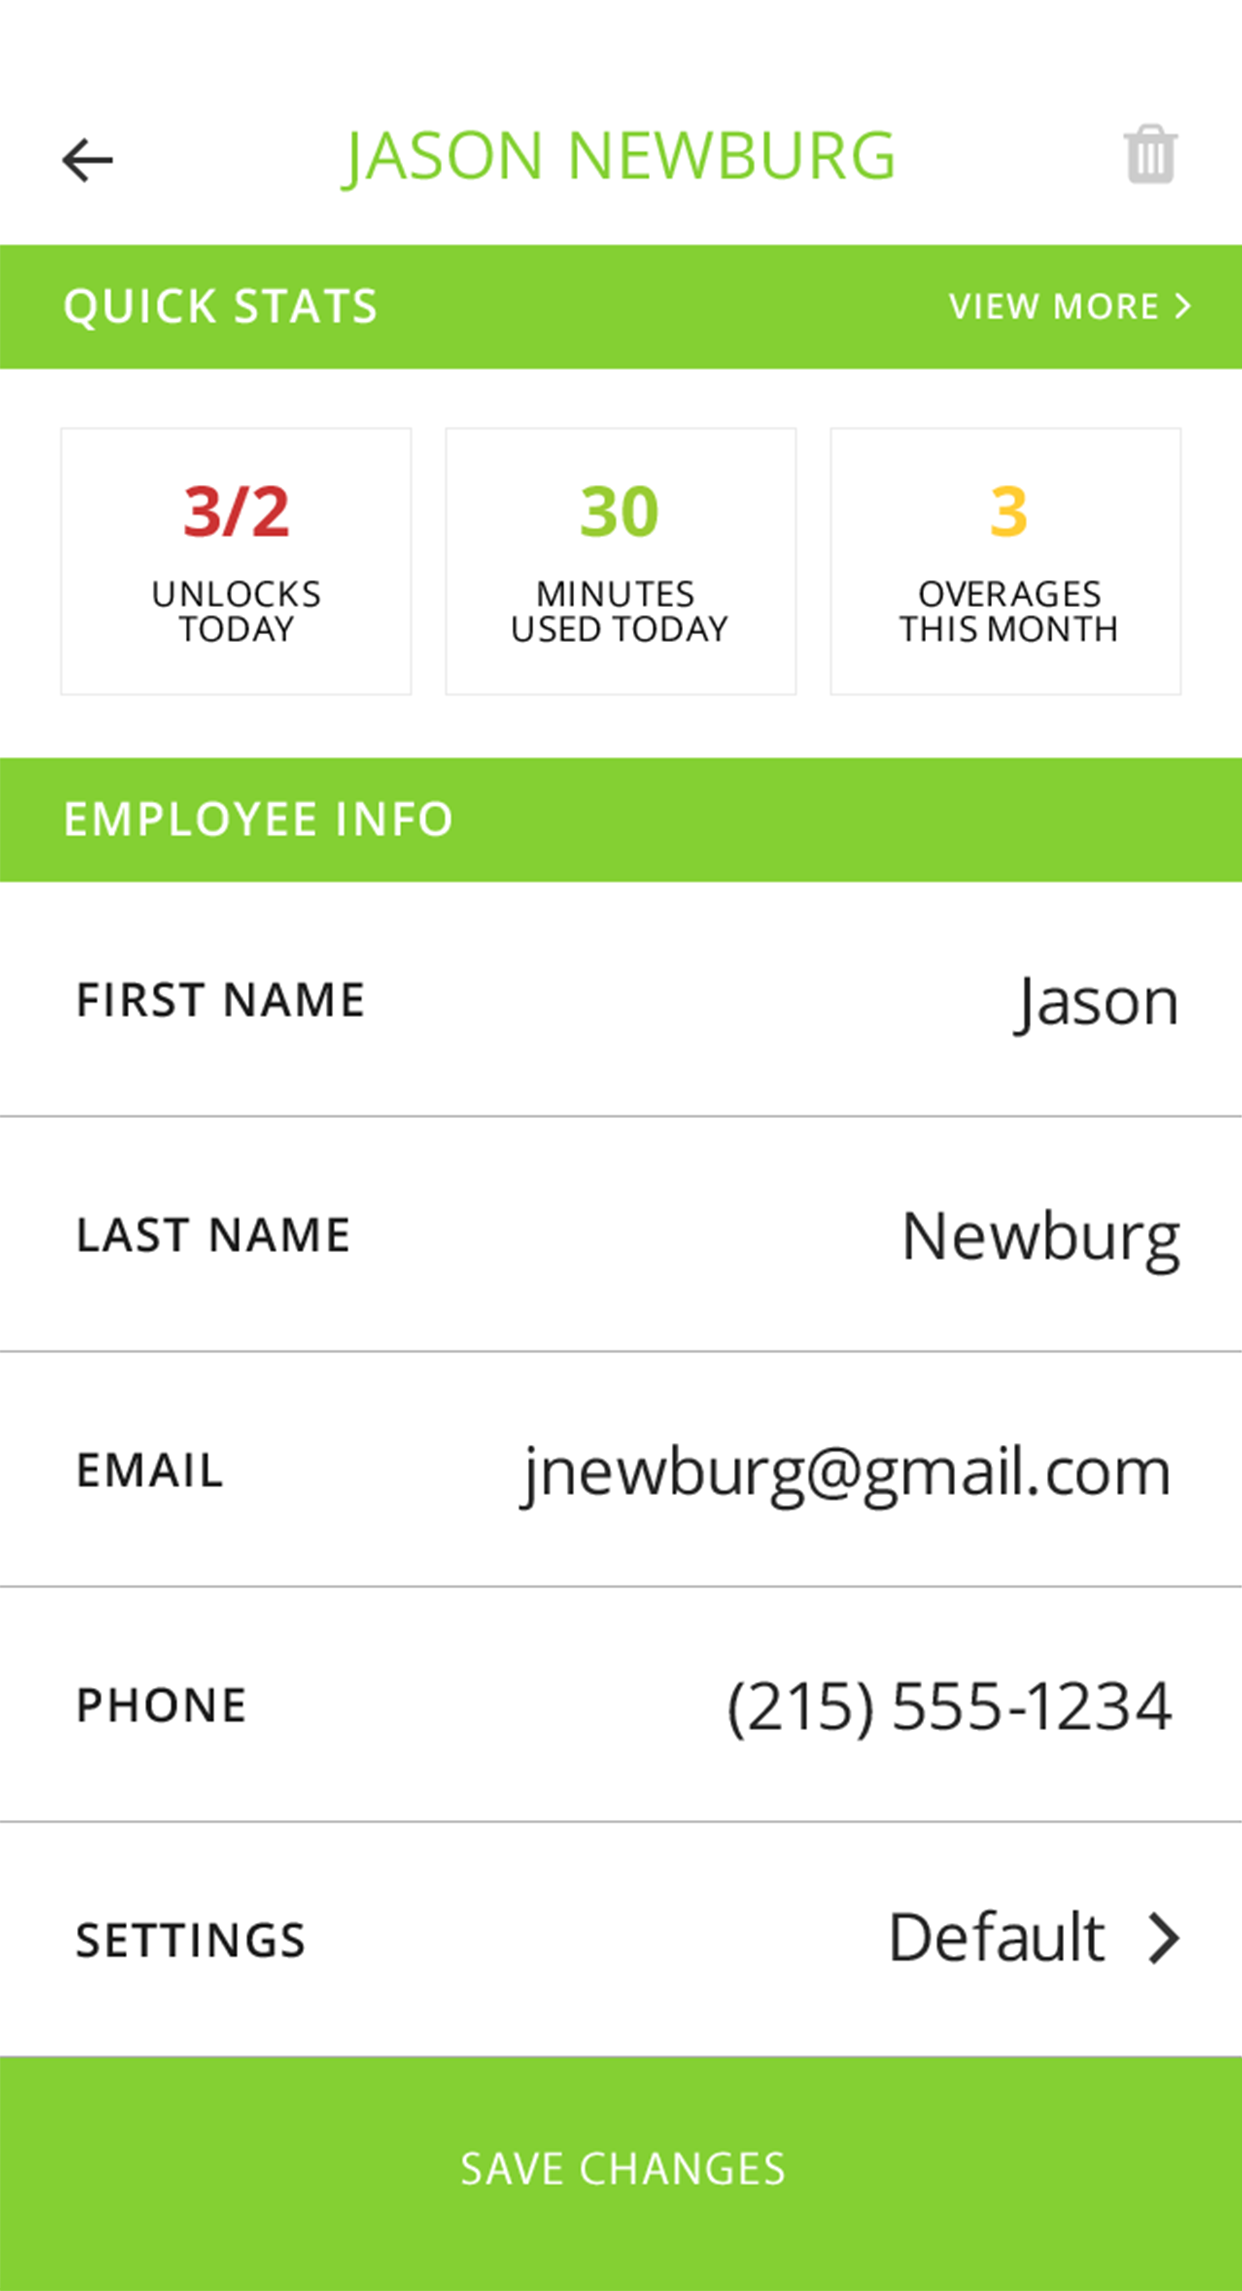 JASON NEWBURG
QUICK STATS
VIEW MORE
3/2
UNLOCKS
TODAY
30
MINUTES
USED TODAY
3
OVERAGES
THIS MONTH
EMPLOYEE INFO
FIRST NAME
Jason
LAST NAME
Newburg
EMAIL
jnewburg@gmail.com
PHONE
(215) 555-1234
SETTINGS
Default
SAVE CHANGES